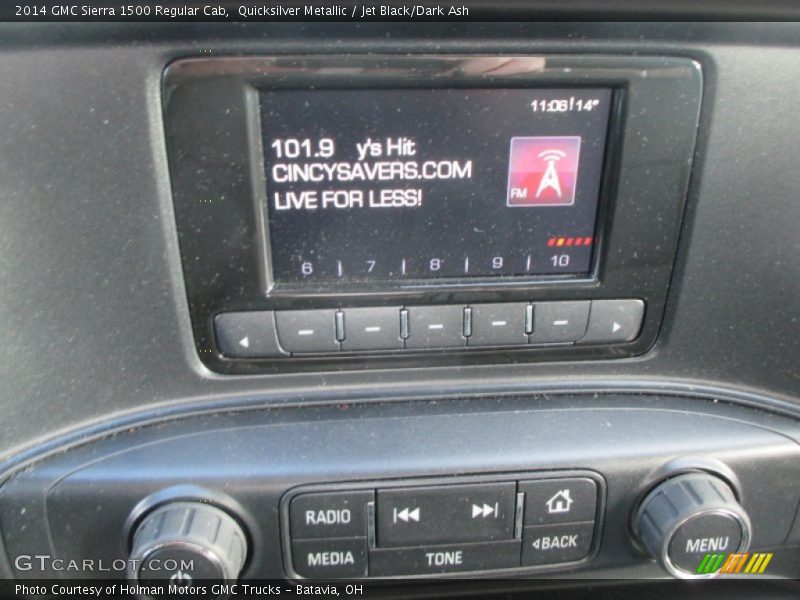 2014 GMC Sierra 1500 Regular Cab,  Quicksilver Metallic / Jet Black/Dark Ash
11:06 14°
101.9 y's Hit
CINCYSAVERS.COM
LIVE FOR LESS!
FM
6 | 7 | 8 | 9 | 10
RADIO
MEDIA
TONE
BACK
MENU
GTCARLOT.COM
Photo Courtesy of Holman Motors GMC Trucks - Batavia, OH